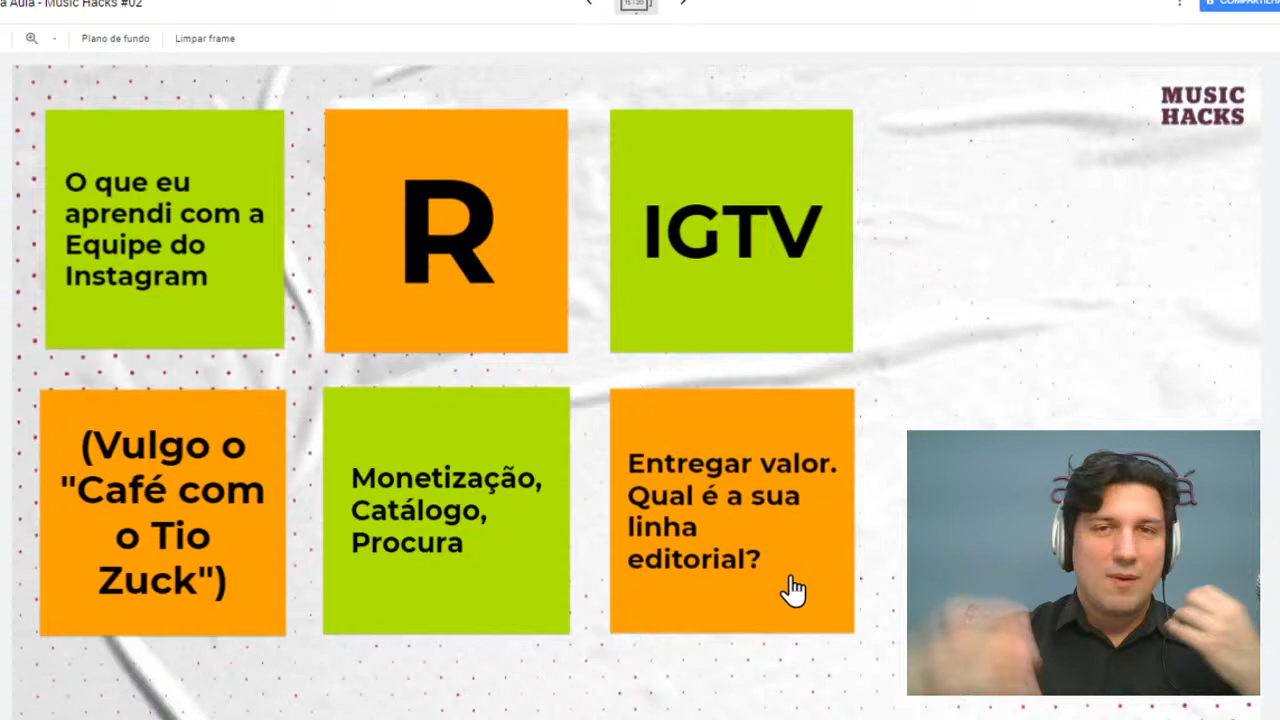 a Aula - Music Hacks #02
Plano de fundo
Limpar frame
MUSIC
HACKS
O que eu
aprendi com a
Equipe do
Instagram
R
IGTV
(Vulgo o
"Café com
o Tio
Zuck")
Monetização,
Catálogo,
Procura
Entregar valor.
Qual é a sua
linha
editorial?